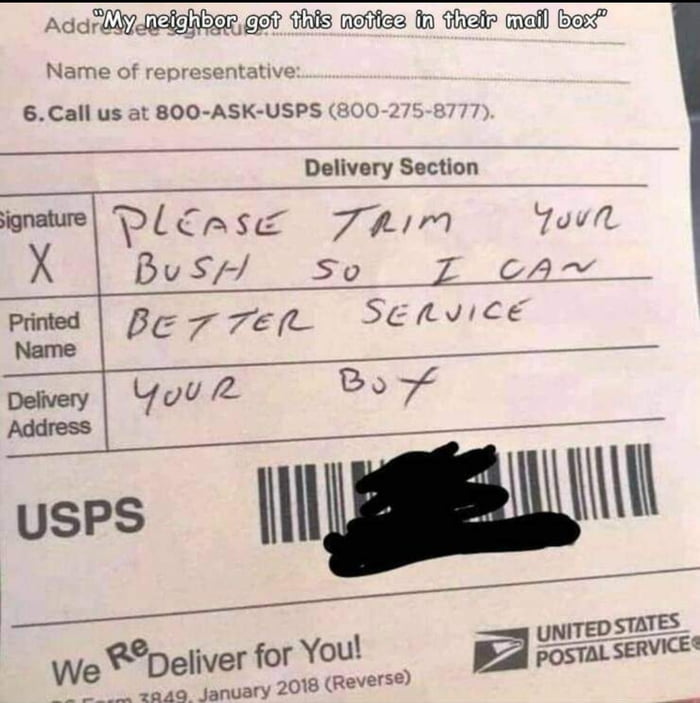 "My neighbor got this notice in their mail box"
Name of representative:
6. Call us at 800-ASK-USPS (800-275-8777).
Delivery Section
Signature
X
PLEASE TRIM YOUR
BUSH SO I CAN
Printed
Name
BETTER SERVICE
Delivery
Address
YOUR BOX
USPS
We ReDeliver for You!
3849, January 2018 (Reverse)
UNITED STATES
POSTAL SERVICE®